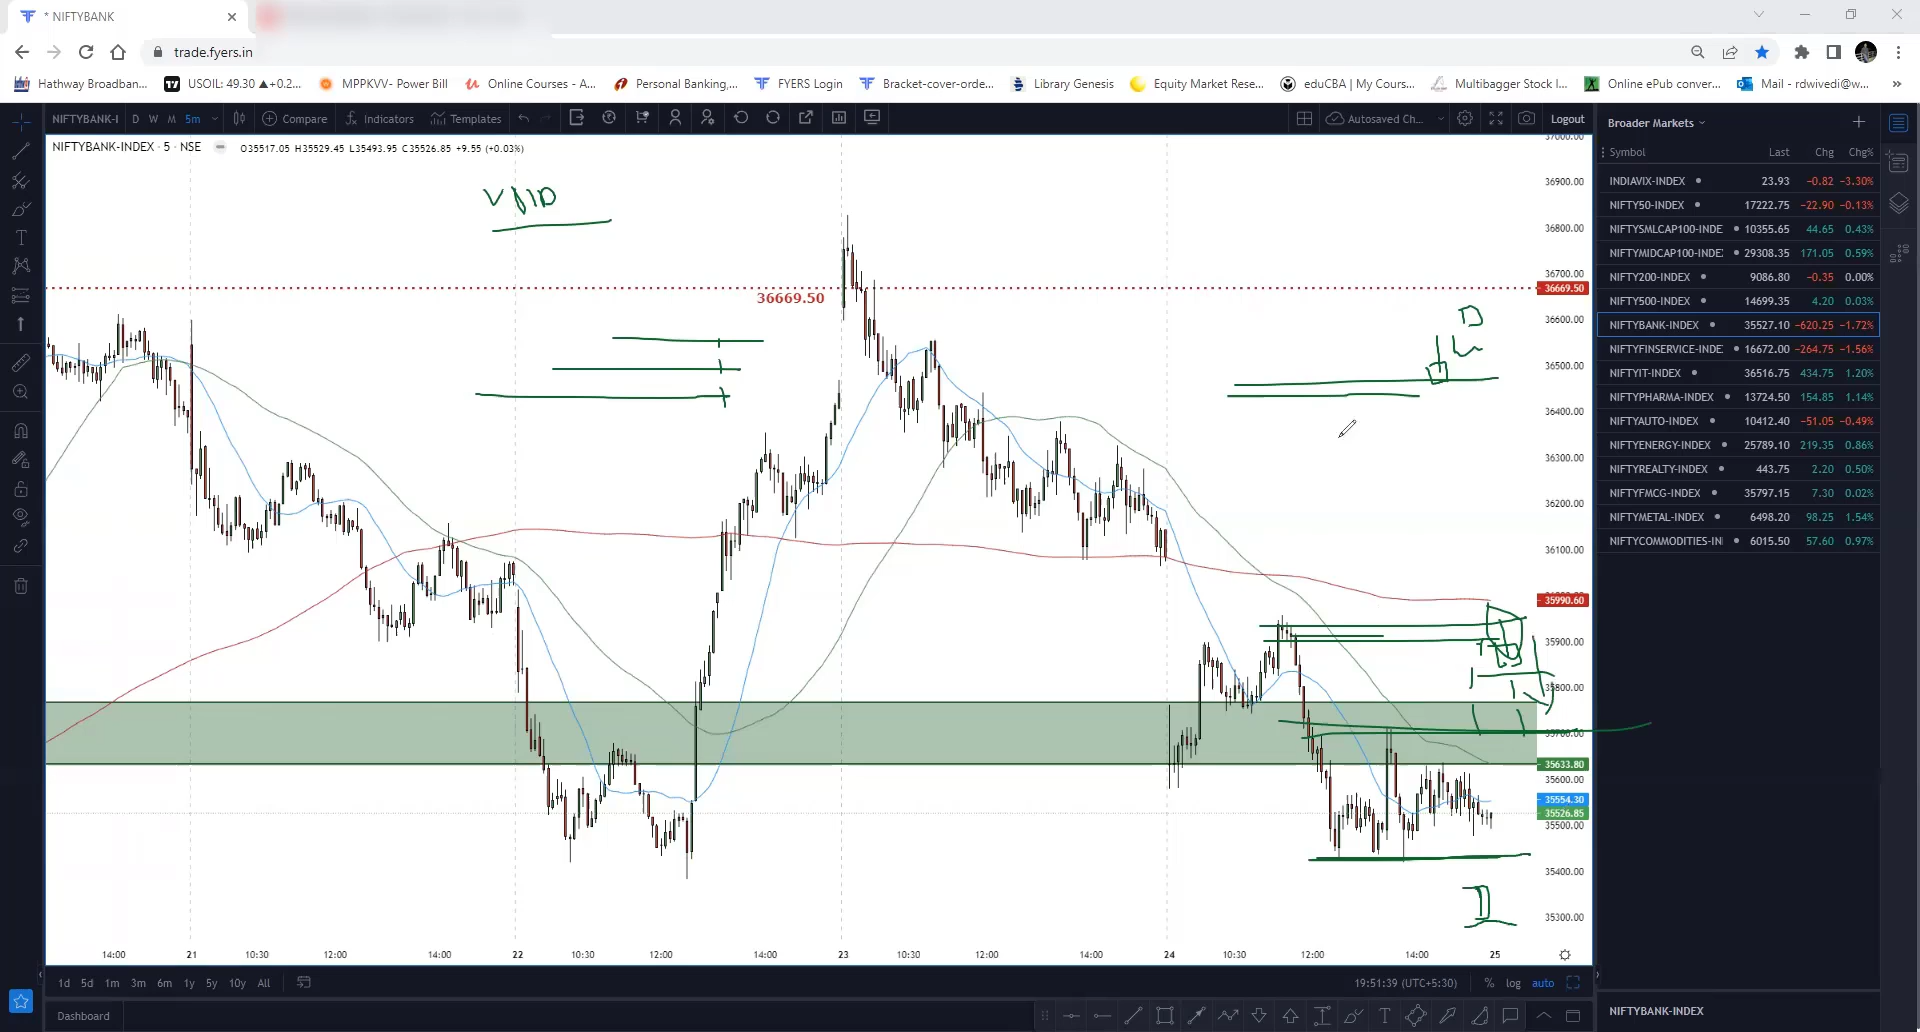 * NIFTYBANK
trade.fyers.in
Hathway Broadban... USOIL: 49.30 ▲+0.2... MPPKVV- Power Bill Online Courses - A... Personal Banking,... FYERS Login Bracket-cover-orde... Library Genesis Equity Market Rese... eduCBA | My Cours... Multibagger Stock I... Online ePub conver... Mail - rdwivedi@w... »
NIFTYBANK-I D W M 5m Compare Indicators Templates Autosaved Ch... Logout
NIFTYBANK-INDEX · 5 · NSE O35517.05 H35529.45 L35493.95 C35526.85 +9.55 (+0.03%)
36669.50
37000.00
36900.00
36800.00
36700.00
36669.50
36600.00
36500.00
36400.00
36300.00
36200.00
36100.00
35990.60
35900.00
35800.00
35700.00
35633.80
35600.00
35554.30
35526.85
35500.00
35400.00
35300.00
14:00 21 10:30 12:00 14:00 22 10:30 12:00 14:00 23 10:30 12:00 14:00 24 10:30 12:00 14:00 25
1d 5d 1m 3m 6m 1y 5y 10y All 19:51:39 (UTC+5:30) % log auto
Dashboard
Broader Markets
Symbol Last Chg Chg%
INDIAVIX-INDEX 23.93 −0.82 −3.30%
NIFTY50-INDEX 17222.75 −22.90 −0.13%
NIFTYSMLCAP100-INDE 10355.65 44.65 0.43%
NIFTYMIDCAP100-INDE 29308.35 171.05 0.59%
NIFTY200-INDEX 9086.80 −0.35 0.00%
NIFTY500-INDEX 14699.35 4.20 0.03%
NIFTYBANK-INDEX 35527.10 −620.25 −1.72%
NIFTYFINSERVICE-INDE 16672.00 −264.75 −1.56%
NIFTYIT-INDEX 36516.75 434.75 1.20%
NIFTYPHARMA-INDEX 13724.50 154.85 1.14%
NIFTYAUTO-INDEX 10412.40 −51.05 −0.49%
NIFTYENERGY-INDEX 25789.10 219.35 0.86%
NIFTYREALTY-INDEX 443.75 2.20 0.50%
NIFTYFMCG-INDEX 35797.15 7.30 0.02%
NIFTYMETAL-INDEX 6498.20 98.25 1.54%
NIFTYCOMMODITIES-IN 6015.50 57.60 0.97%
NIFTYBANK-INDEX